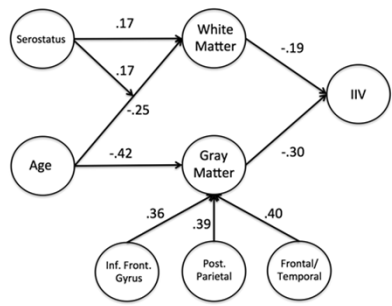 .17
Serostatus
White
Matter
-.19
.17
IIV
-.25
Age
-.42
Gray
Matter
-.30
.36
.39
.40
Inf. Front.
Gyrus
Post.
Parietal
Frontal/
Temporal